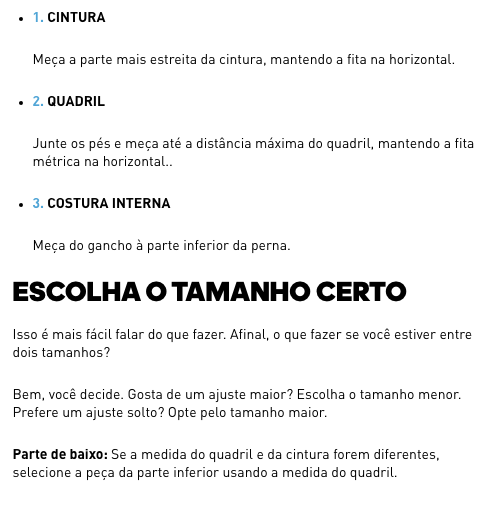 • 1. CINTURA
Meça a parte mais estreita da cintura, mantendo a fita na horizontal.
• 2. QUADRIL
Junte os pés e meça até a distância máxima do quadril, mantendo a fita
métrica na horizontal..
• 3. COSTURA INTERNA
Meça do gancho à parte inferior da perna.
ESCOLHA O TAMANHO CERTO
Isso é mais fácil falar do que fazer. Afinal, o que fazer se você estiver entre
dois tamanhos?
Bem, você decide. Gosta de um ajuste maior? Escolha o tamanho menor.
Prefere um ajuste solto? Opte pelo tamanho maior.
Parte de baixo: Se a medida do quadril e da cintura forem diferentes,
selecione a peça da parte inferior usando a medida do quadril.